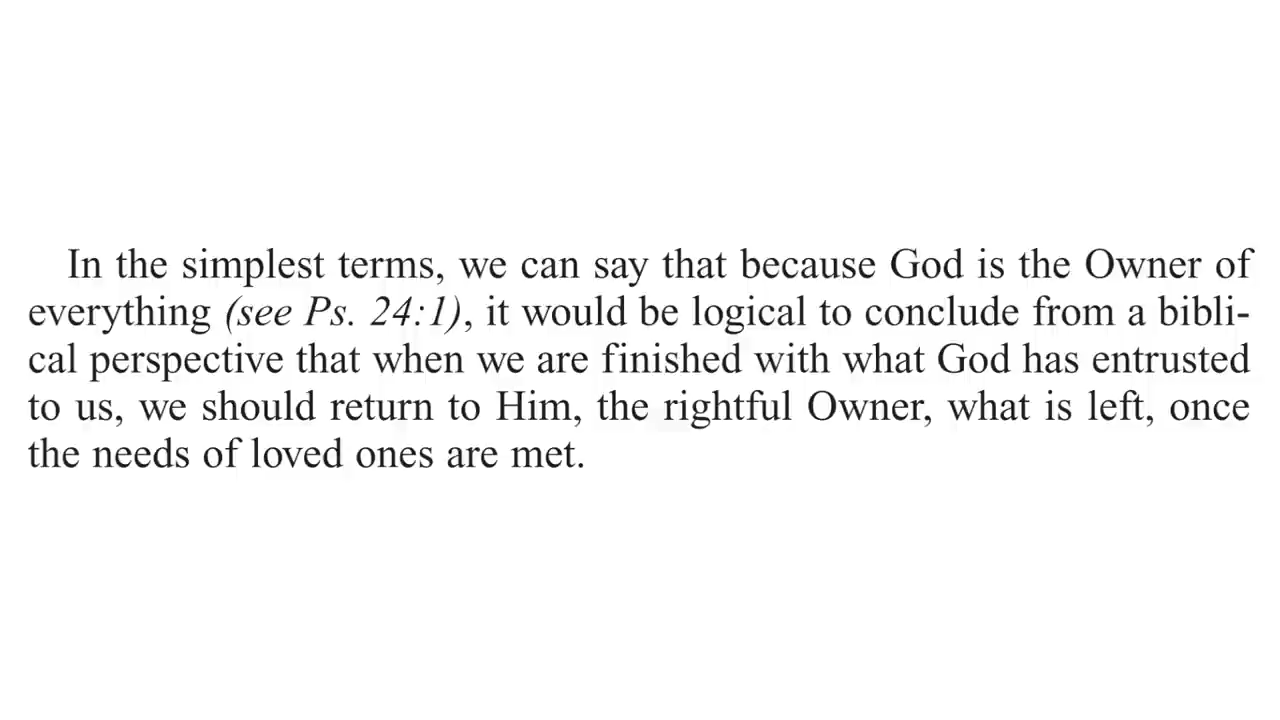 In the simplest terms, we can say that because God is the Owner of
everything (see Ps. 24:1), it would be logical to conclude from a bibli-
cal perspective that when we are finished with what God has entrusted
to us, we should return to Him, the rightful Owner, what is left, once
the needs of loved ones are met.